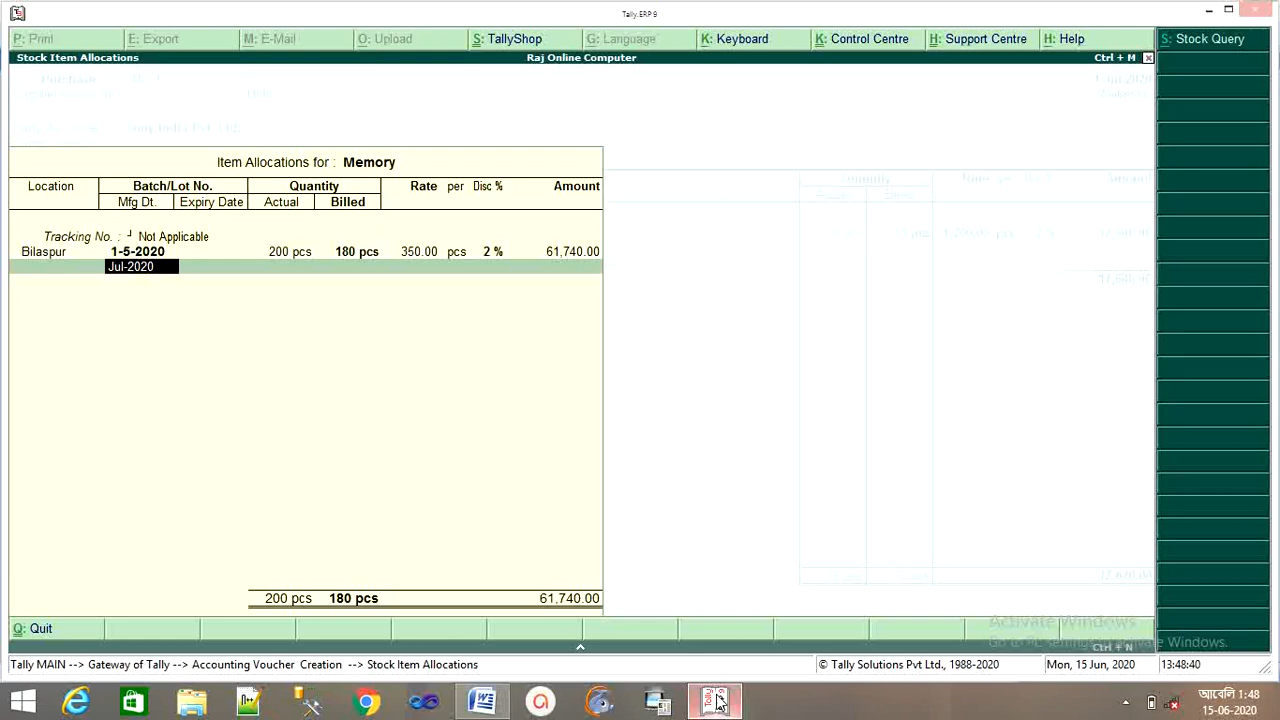 Tally.ERP 9
P: Print E: Export M: E-Mail O: Upload S: TallyShop G: Language K: Keyboard K: Control Centre H: Support Centre H: Help S: Stock Query
Stock Item Allocations Raj Online Computer Ctrl + M
Item Allocations for : Memory
Location Batch/Lot No. Quantity Rate per Disc % Amount
Mfg Dt. Expiry Date Actual Billed
Tracking No. : ┘ Not Applicable
Bilaspur 1-5-2020 200 pcs 180 pcs 350.00 pcs 2 % 61,740.00
Jul-2020
200 pcs 180 pcs 61,740.00
Activate Windows
Q: Quit
Ctrl + N
Tally MAIN --> Gateway of Tally --> Accounting Voucher Creation --> Stock Item Allocations © Tally Solutions Pvt Ltd., 1988-2020 Mon, 15 Jun, 2020 13:48:40
আবেলি 1:48
15-06-2020